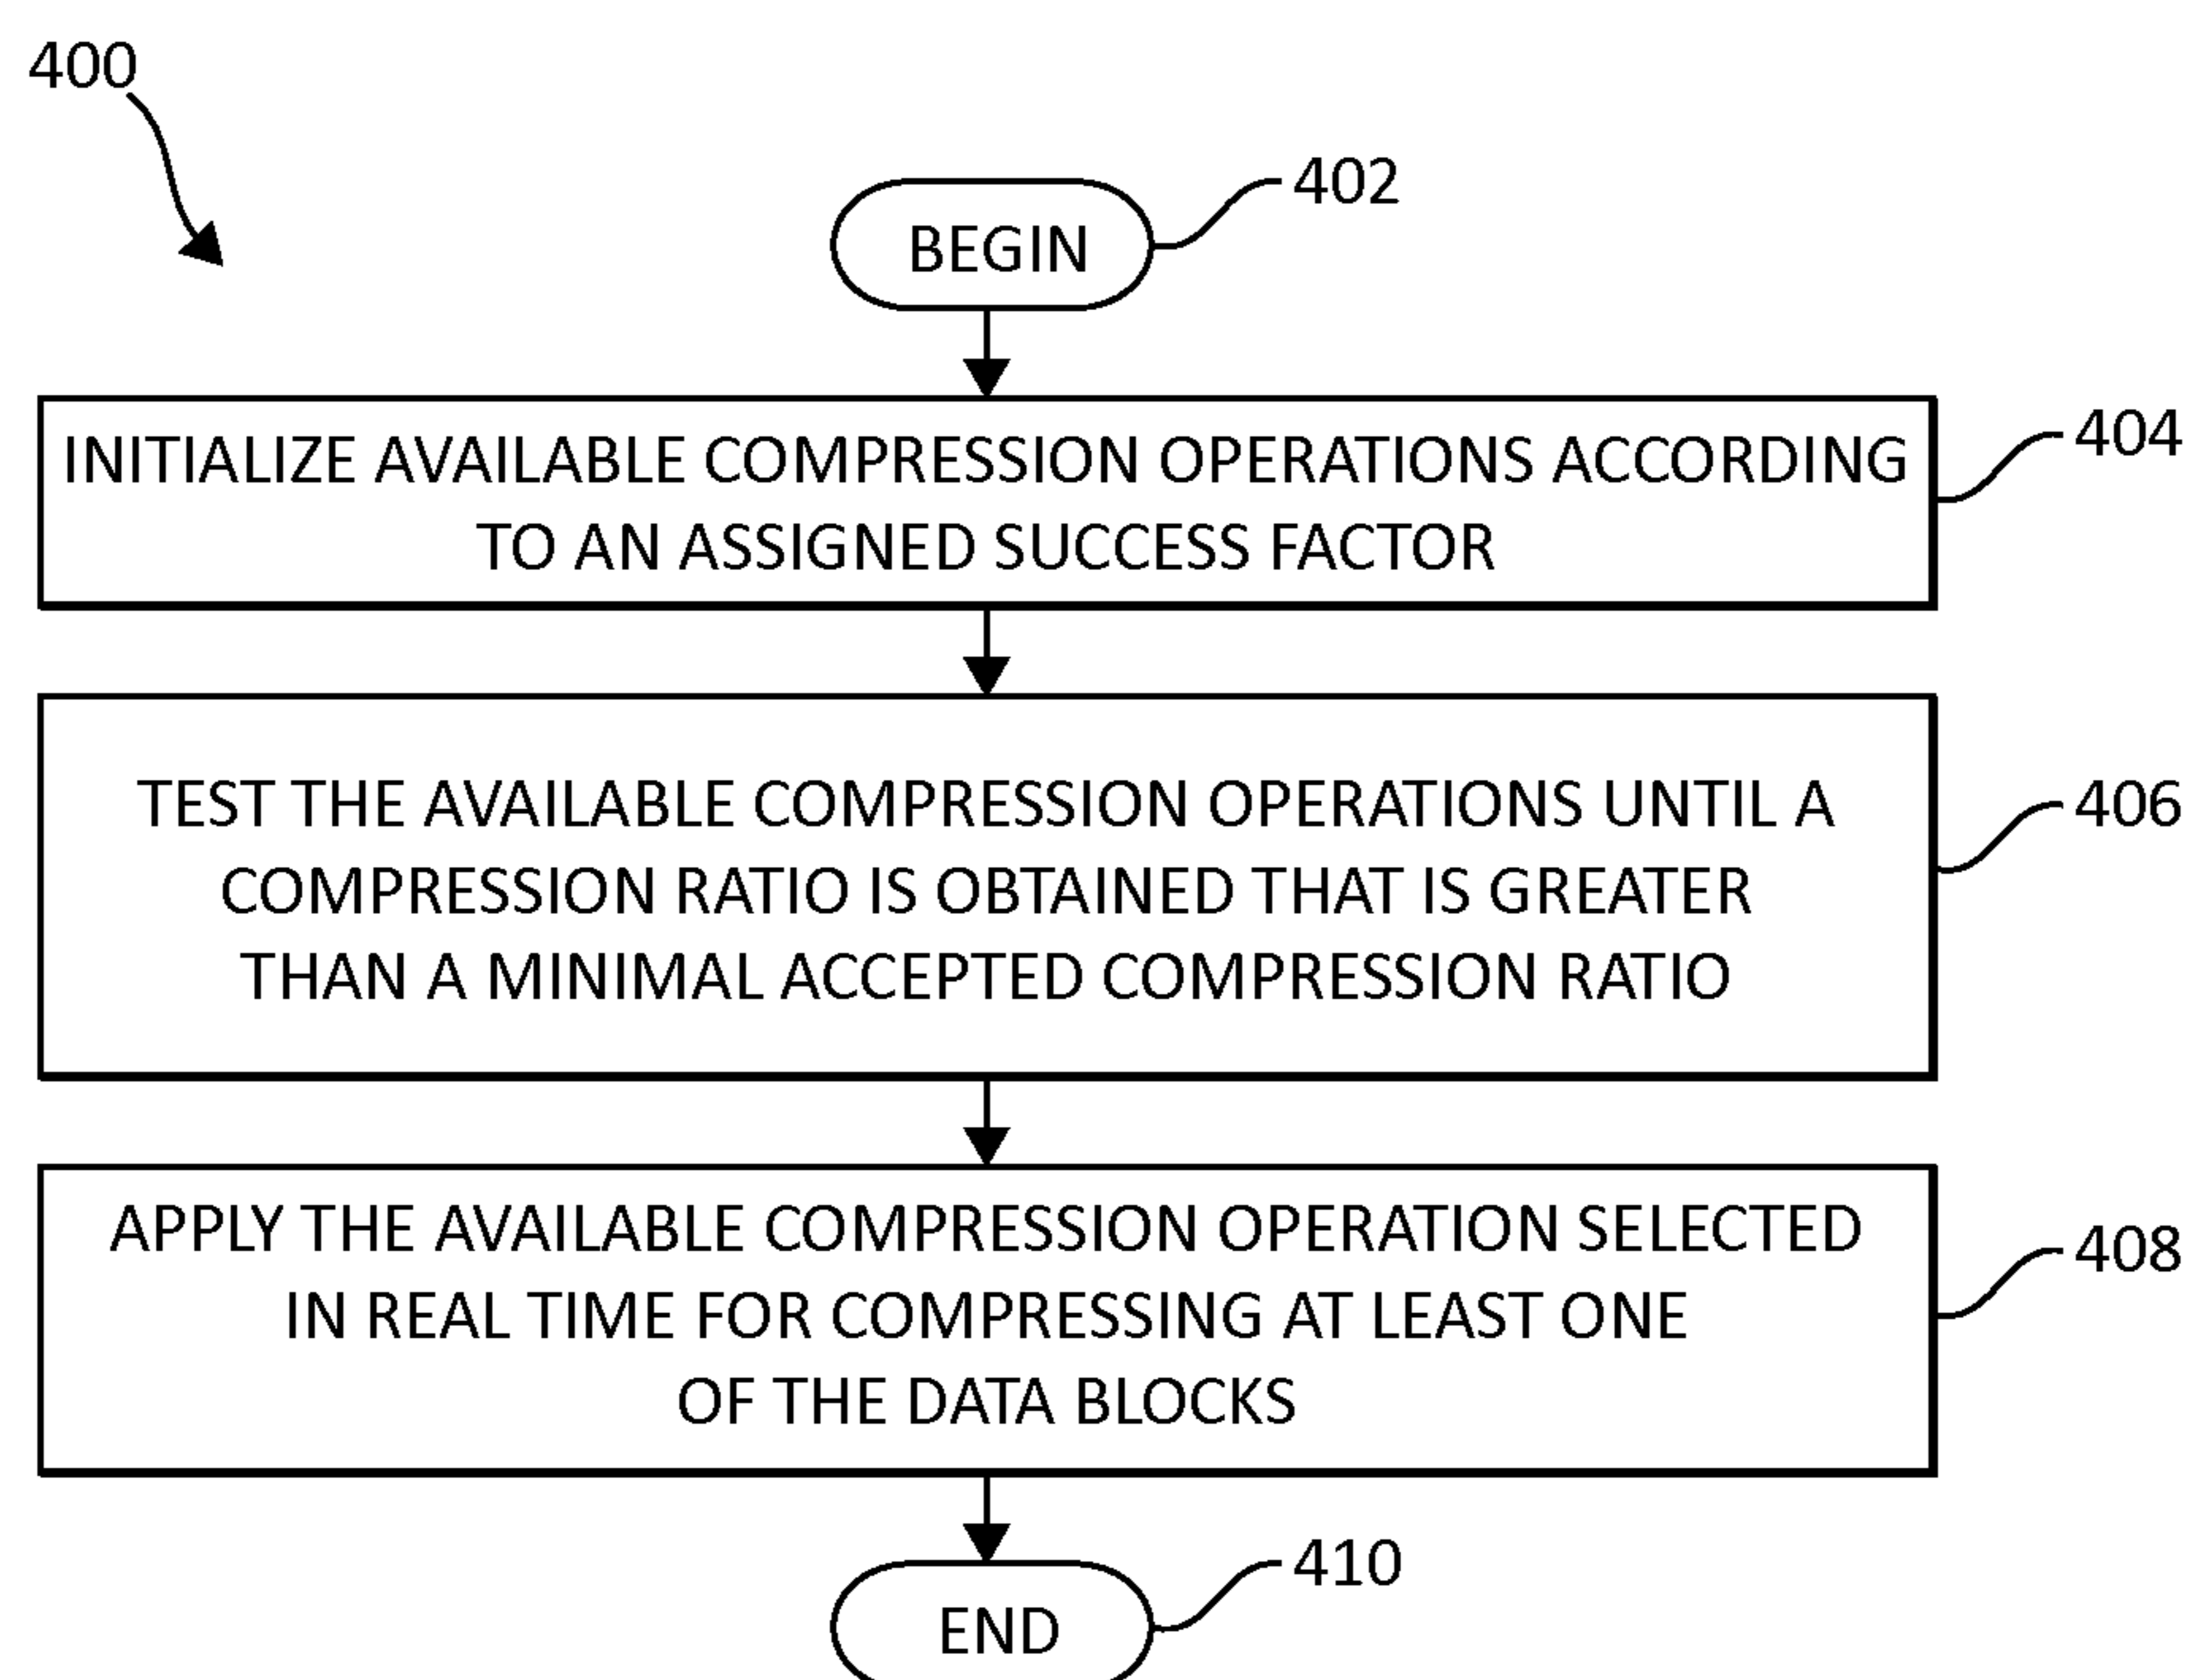 400
402
BEGIN
404
INITIALIZE AVAILABLE COMPRESSION OPERATIONS ACCORDING
TO AN ASSIGNED SUCCESS FACTOR
406
TEST THE AVAILABLE COMPRESSION OPERATIONS UNTIL A
COMPRESSION RATIO IS OBTAINED THAT IS GREATER
THAN A MINIMAL ACCEPTED COMPRESSION RATIO
408
APPLY THE AVAILABLE COMPRESSION OPERATION SELECTED
IN REAL TIME FOR COMPRESSING AT LEAST ONE
OF THE DATA BLOCKS
410
END